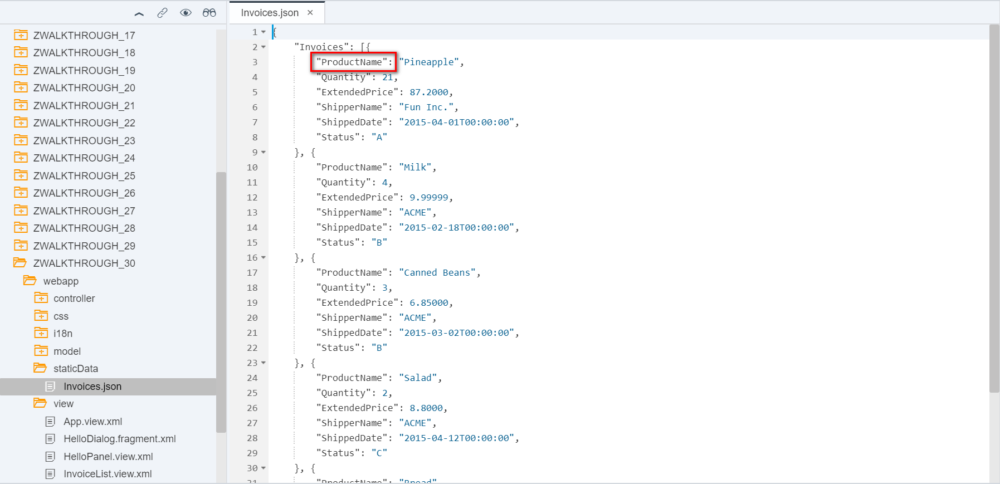 ZWALKTHROUGH_17
ZWALKTHROUGH_18
ZWALKTHROUGH_19
ZWALKTHROUGH_20
ZWALKTHROUGH_21
ZWALKTHROUGH_22
ZWALKTHROUGH_23
ZWALKTHROUGH_24
ZWALKTHROUGH_25
ZWALKTHROUGH_26
ZWALKTHROUGH_27
ZWALKTHROUGH_28
ZWALKTHROUGH_29
ZWALKTHROUGH_30
webapp
controller
css
i18n
model
staticData
Invoices.json
view
App.view.xml
HelloDialog.fragment.xml
HelloPanel.view.xml
InvoiceList.view.xml
Invoices.json ×
1 {
2 "Invoices": [{
3 "ProductName": "Pineapple",
4 "Quantity": 21,
5 "ExtendedPrice": 87.2000,
6 "ShipperName": "Fun Inc.",
7 "ShippedDate": "2015-04-01T00:00:00",
8 "Status": "A"
9 }, {
10 "ProductName": "Milk",
11 "Quantity": 4,
12 "ExtendedPrice": 9.99999,
13 "ShipperName": "ACME",
14 "ShippedDate": "2015-02-18T00:00:00",
15 "Status": "B"
16 }, {
17 "ProductName": "Canned Beans",
18 "Quantity": 3,
19 "ExtendedPrice": 6.85000,
20 "ShipperName": "ACME",
21 "ShippedDate": "2015-03-02T00:00:00",
22 "Status": "B"
23 }, {
24 "ProductName": "Salad",
25 "Quantity": 2,
26 "ExtendedPrice": 8.8000,
27 "ShipperName": "ACME",
28 "ShippedDate": "2015-04-12T00:00:00",
29 "Status": "C"
30 }, {
31 "ProductName": "Bread"